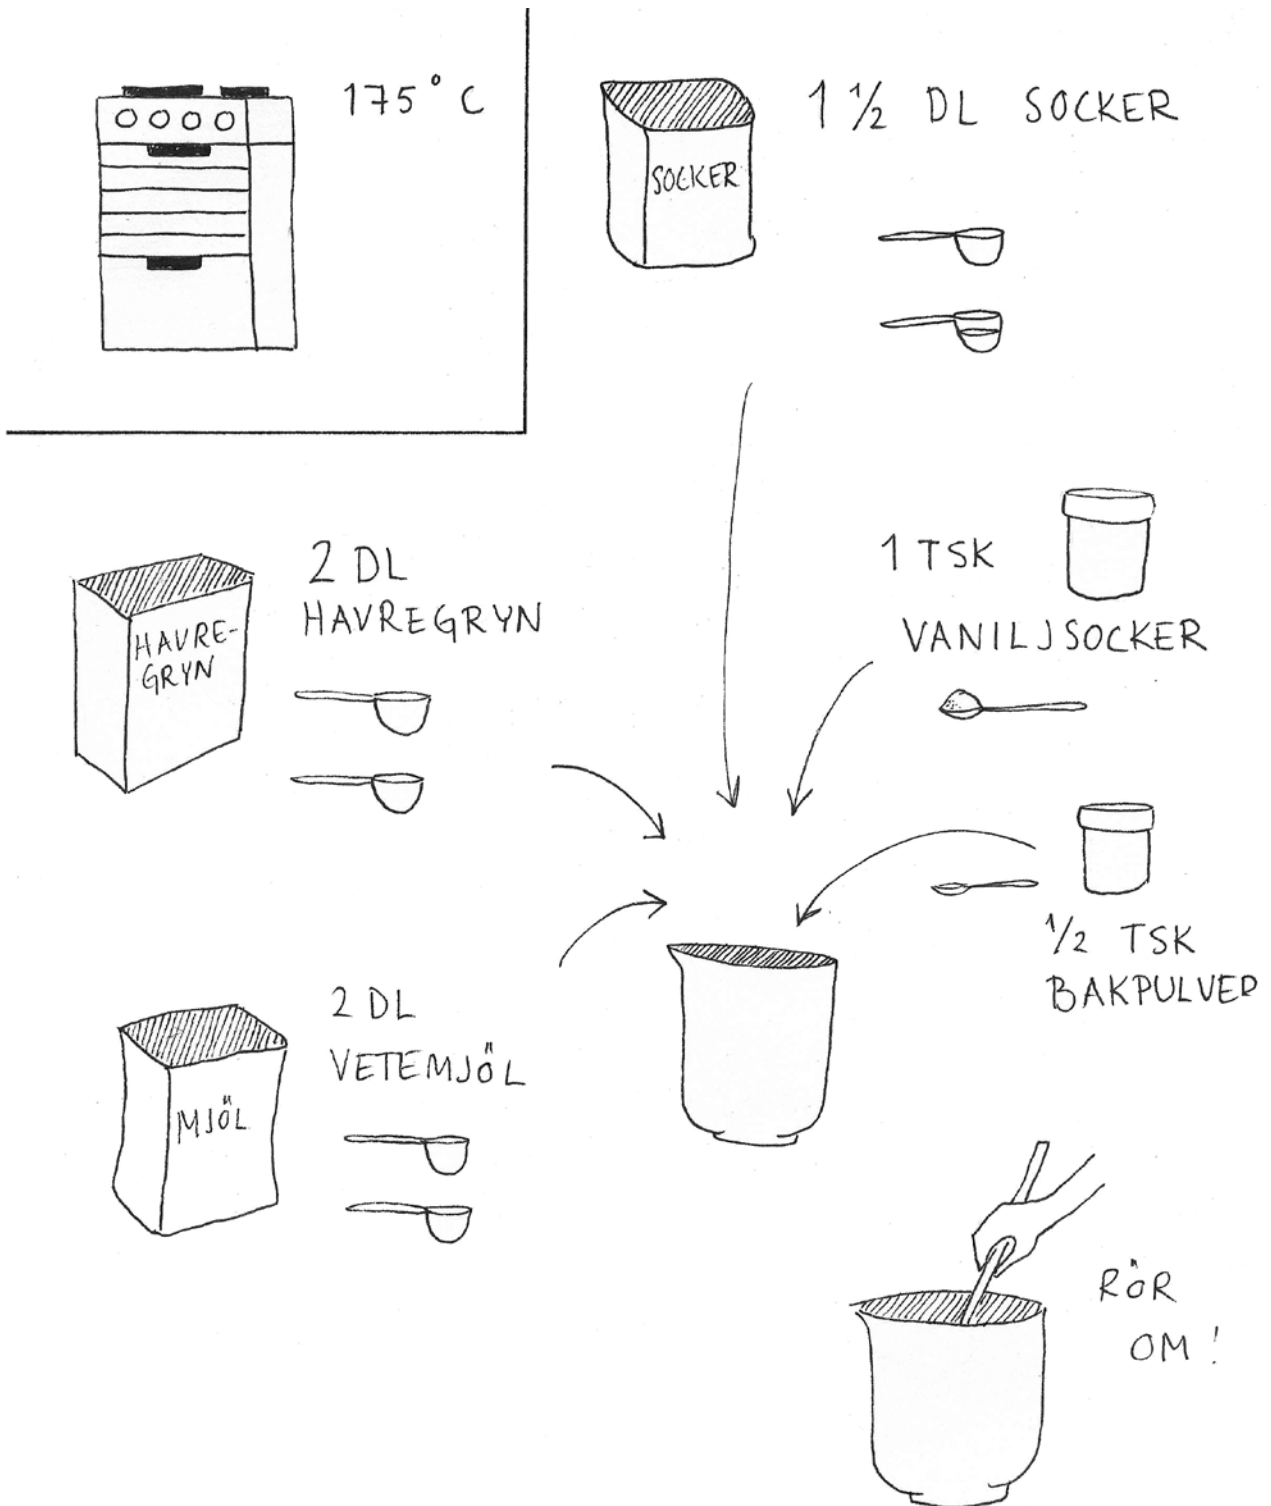 175°C
1 1/2 DL SOCKER
SOCKER
2 DL
HAVREGRYN
HAVRE-
GRYN
1 TSK
VANILJSOCKER
1/2 TSK
BAKPULVER
2 DL
VETEMJÖL
MJÖL
RÖR
OM!